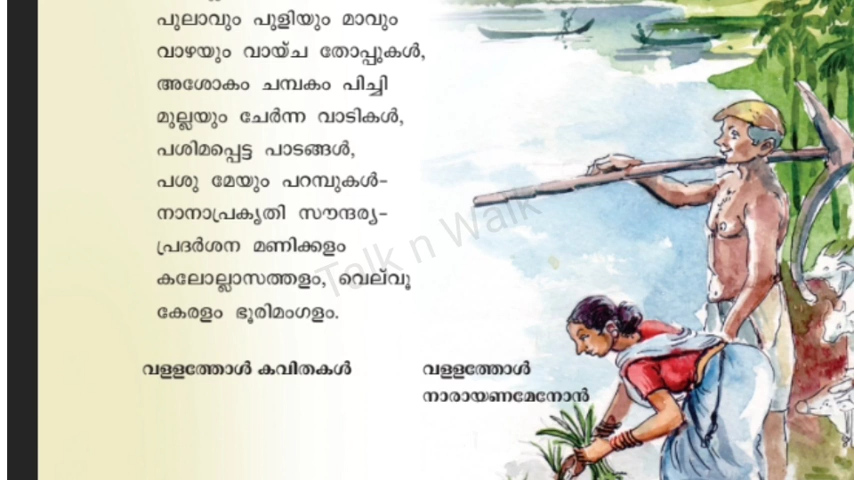 പുലാവും പുളിയും മാവും
വാഴയും വായ്ച തോപ്പുകൾ,
അശോകം ചമ്പകം പിച്ചി
മുല്ലയും ചേർന്ന വാടികൾ,
പശിമപ്പെട്ട പാടങ്ങൾ,
പശു മേയും പറമ്പുകൾ-
നാനാപ്രകൃതി സൗന്ദര്യ-
പ്രദർശന മണിക്കളം
കലോല്ലാസത്തളം, വെല്വൂ
കേരളം ഭൂരിമംഗളം.
വള്ളത്തോൾ കവിതകൾ
വള്ളത്തോൾ
നാരായണമേനോൻ
Talk n Walk